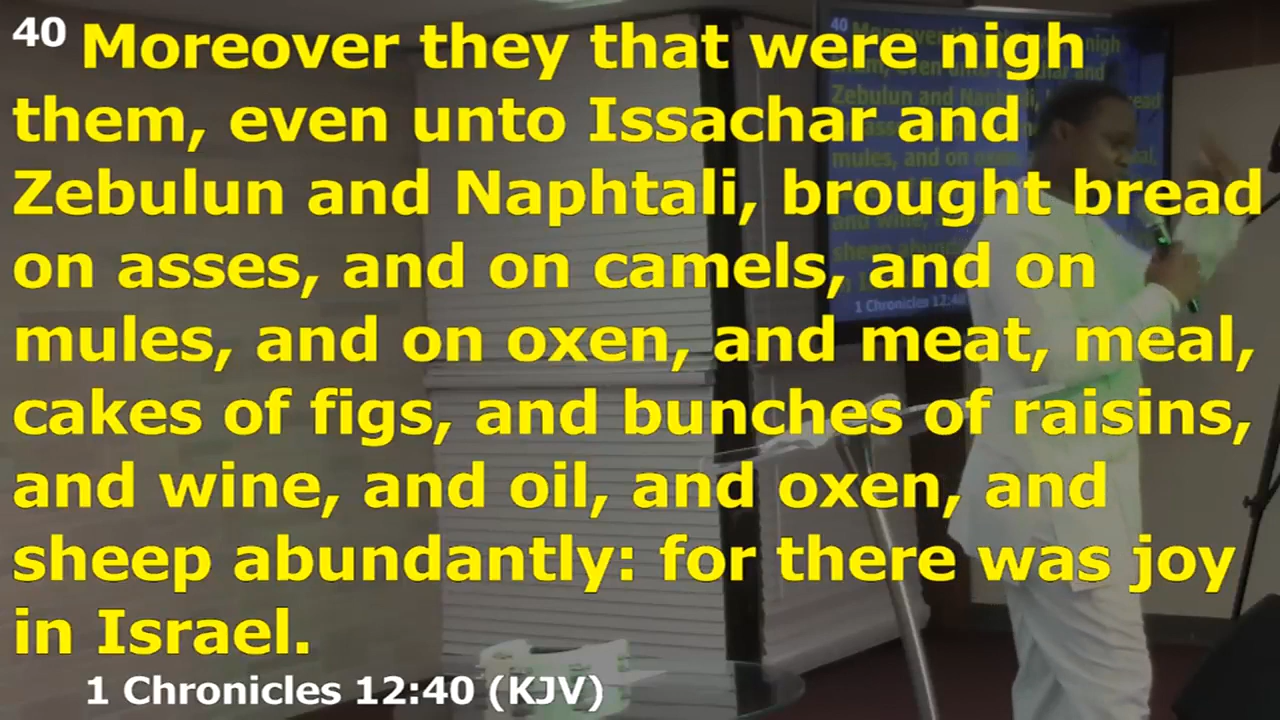 40 Moreover they that were nigh
them, even unto Issachar and
Zebulun and Naphtali, brought bread
on asses, and on camels, and on
mules, and on oxen, and meat, meal,
cakes of figs, and bunches of raisins,
and wine, and oil, and oxen, and
sheep abundantly: for there was joy
in Israel.
1 Chronicles 12:40 (KJV)